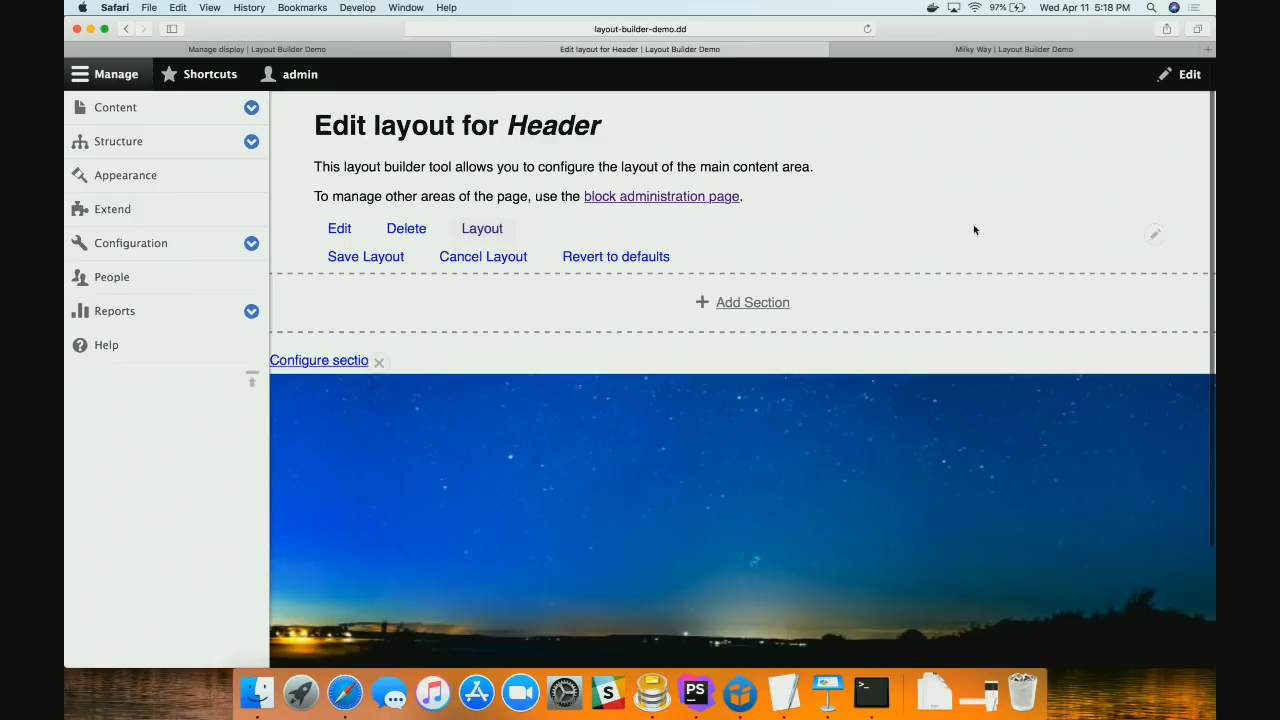 Safari File Edit View History Bookmarks Develop Window Help 97% Wed Apr 11 5:18 PM
layout-builder-demo.dd
Manage display | Layout Builder Demo Edit layout for Header | Layout Builder Demo Milky Way | Layout Builder Demo
Manage Shortcuts admin Edit
Content
Structure
Appearance
Extend
Configuration
People
Reports
Help
Edit layout for Header
This layout builder tool allows you to configure the layout of the main content area.
To manage other areas of the page, use the block administration page.
Edit Delete Layout
Save Layout Cancel Layout Revert to defaults
+ Add Section
Configure sectio
PS
>_